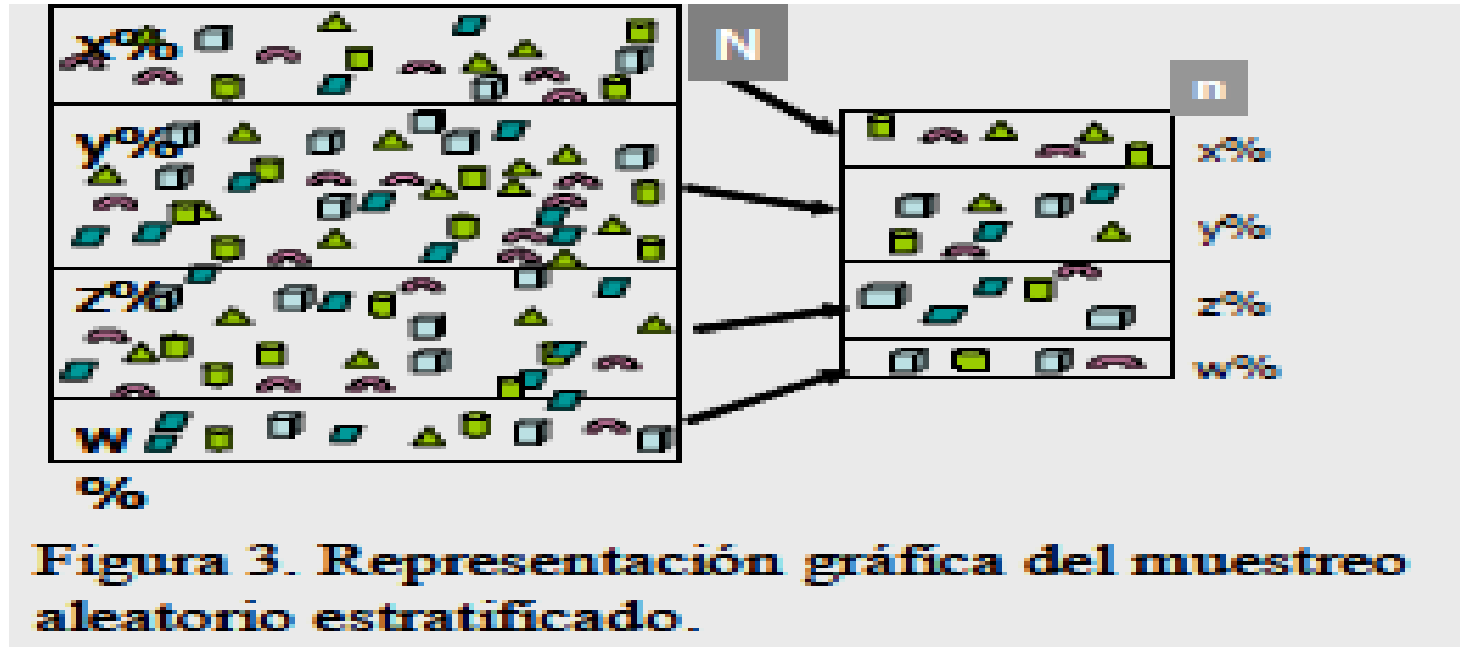 x%
N
n
y%
z%
w
%
x%
y%
z%
w%
Figura 3. Representación gráfica del muestreo
aleatorio estratificado.